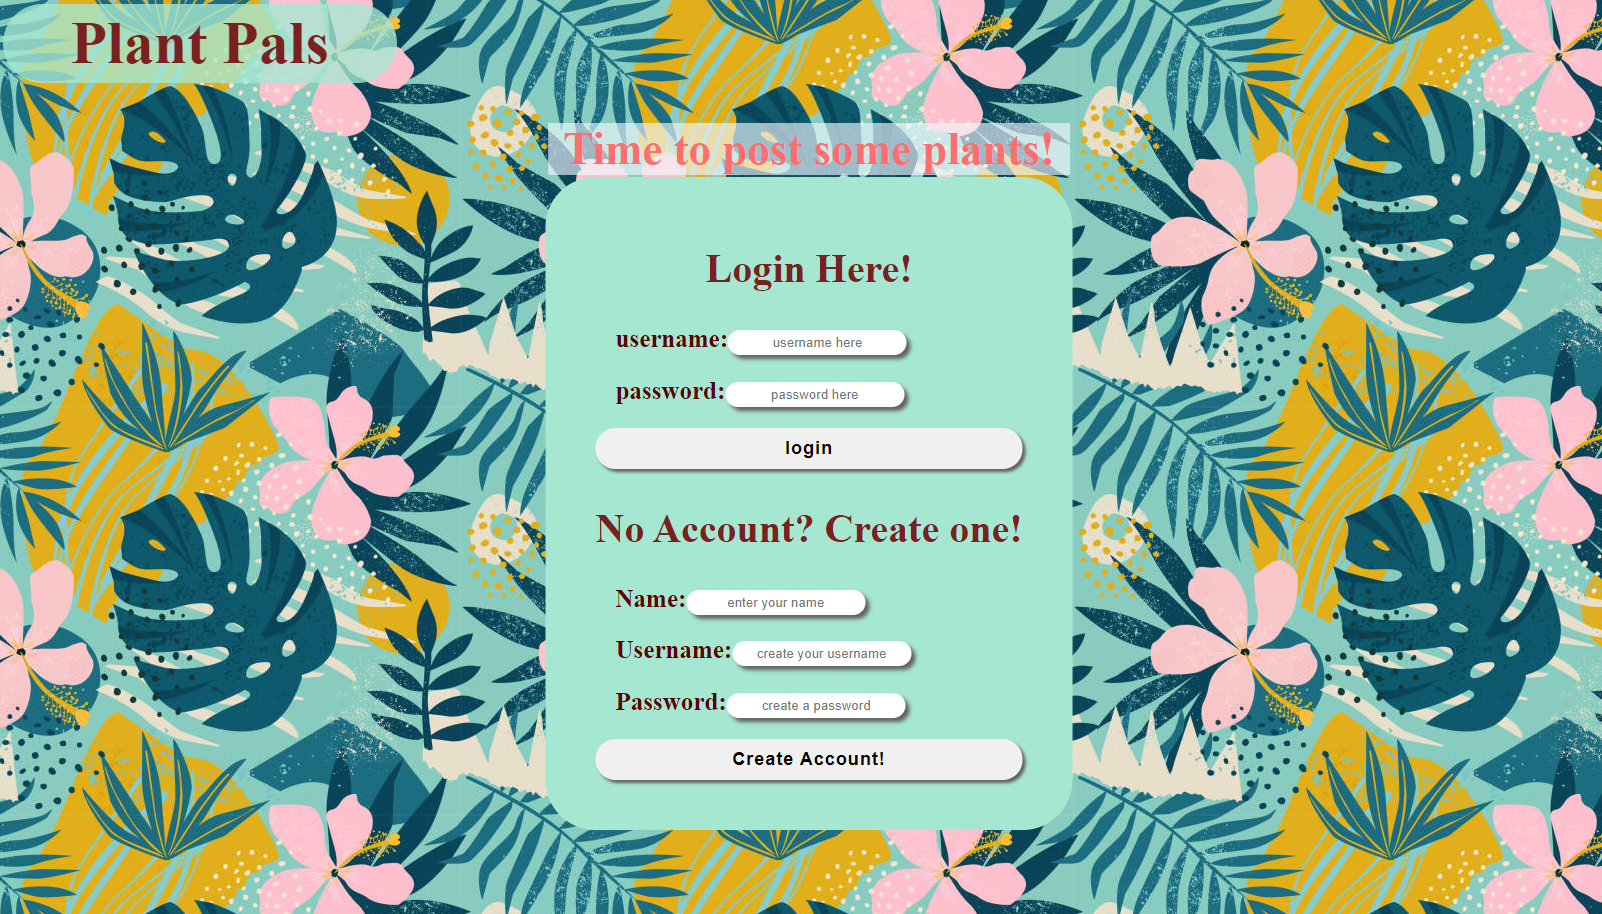 Plant Pals
Time to post some plants!
Login Here!
username: username here
password: password here
login
No Account? Create one!
Name: enter your name
Username: create your username
Password: create a password
Create Account!